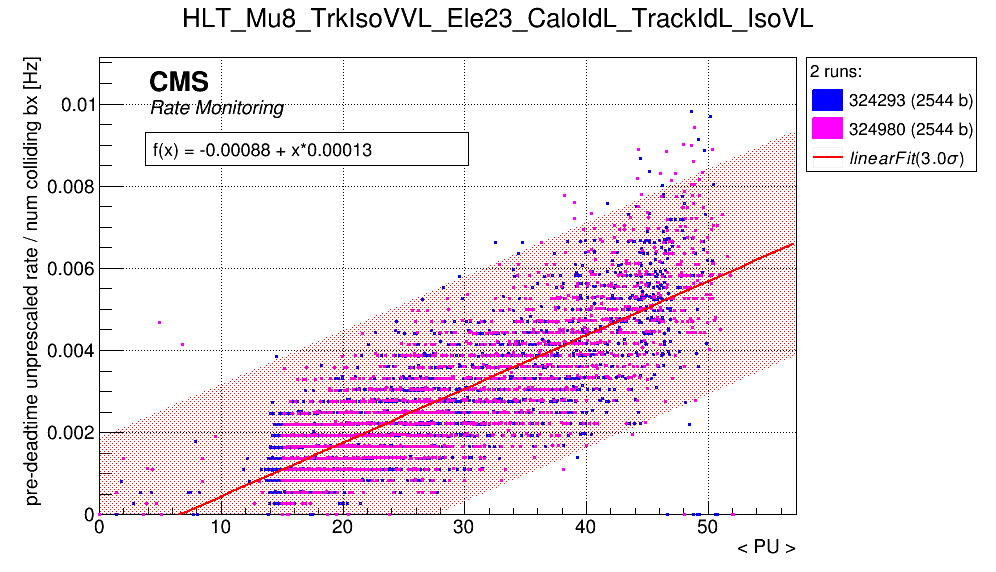 HLT_Mu8_TrkIsoVVL_Ele23_CaloIdL_TrackIdL_IsoVL
pre-deadtime unprescaled rate / num colliding bx [Hz]
CMS
Rate Monitoring
f(x) = -0.00088 + x*0.00013
2 runs:
324293 (2544 b)
324980 (2544 b)
linearFit(3.0σ)
0.01
0.008
0.006
0.004
0.002
0
0 10 20 30 40 50
< PU >